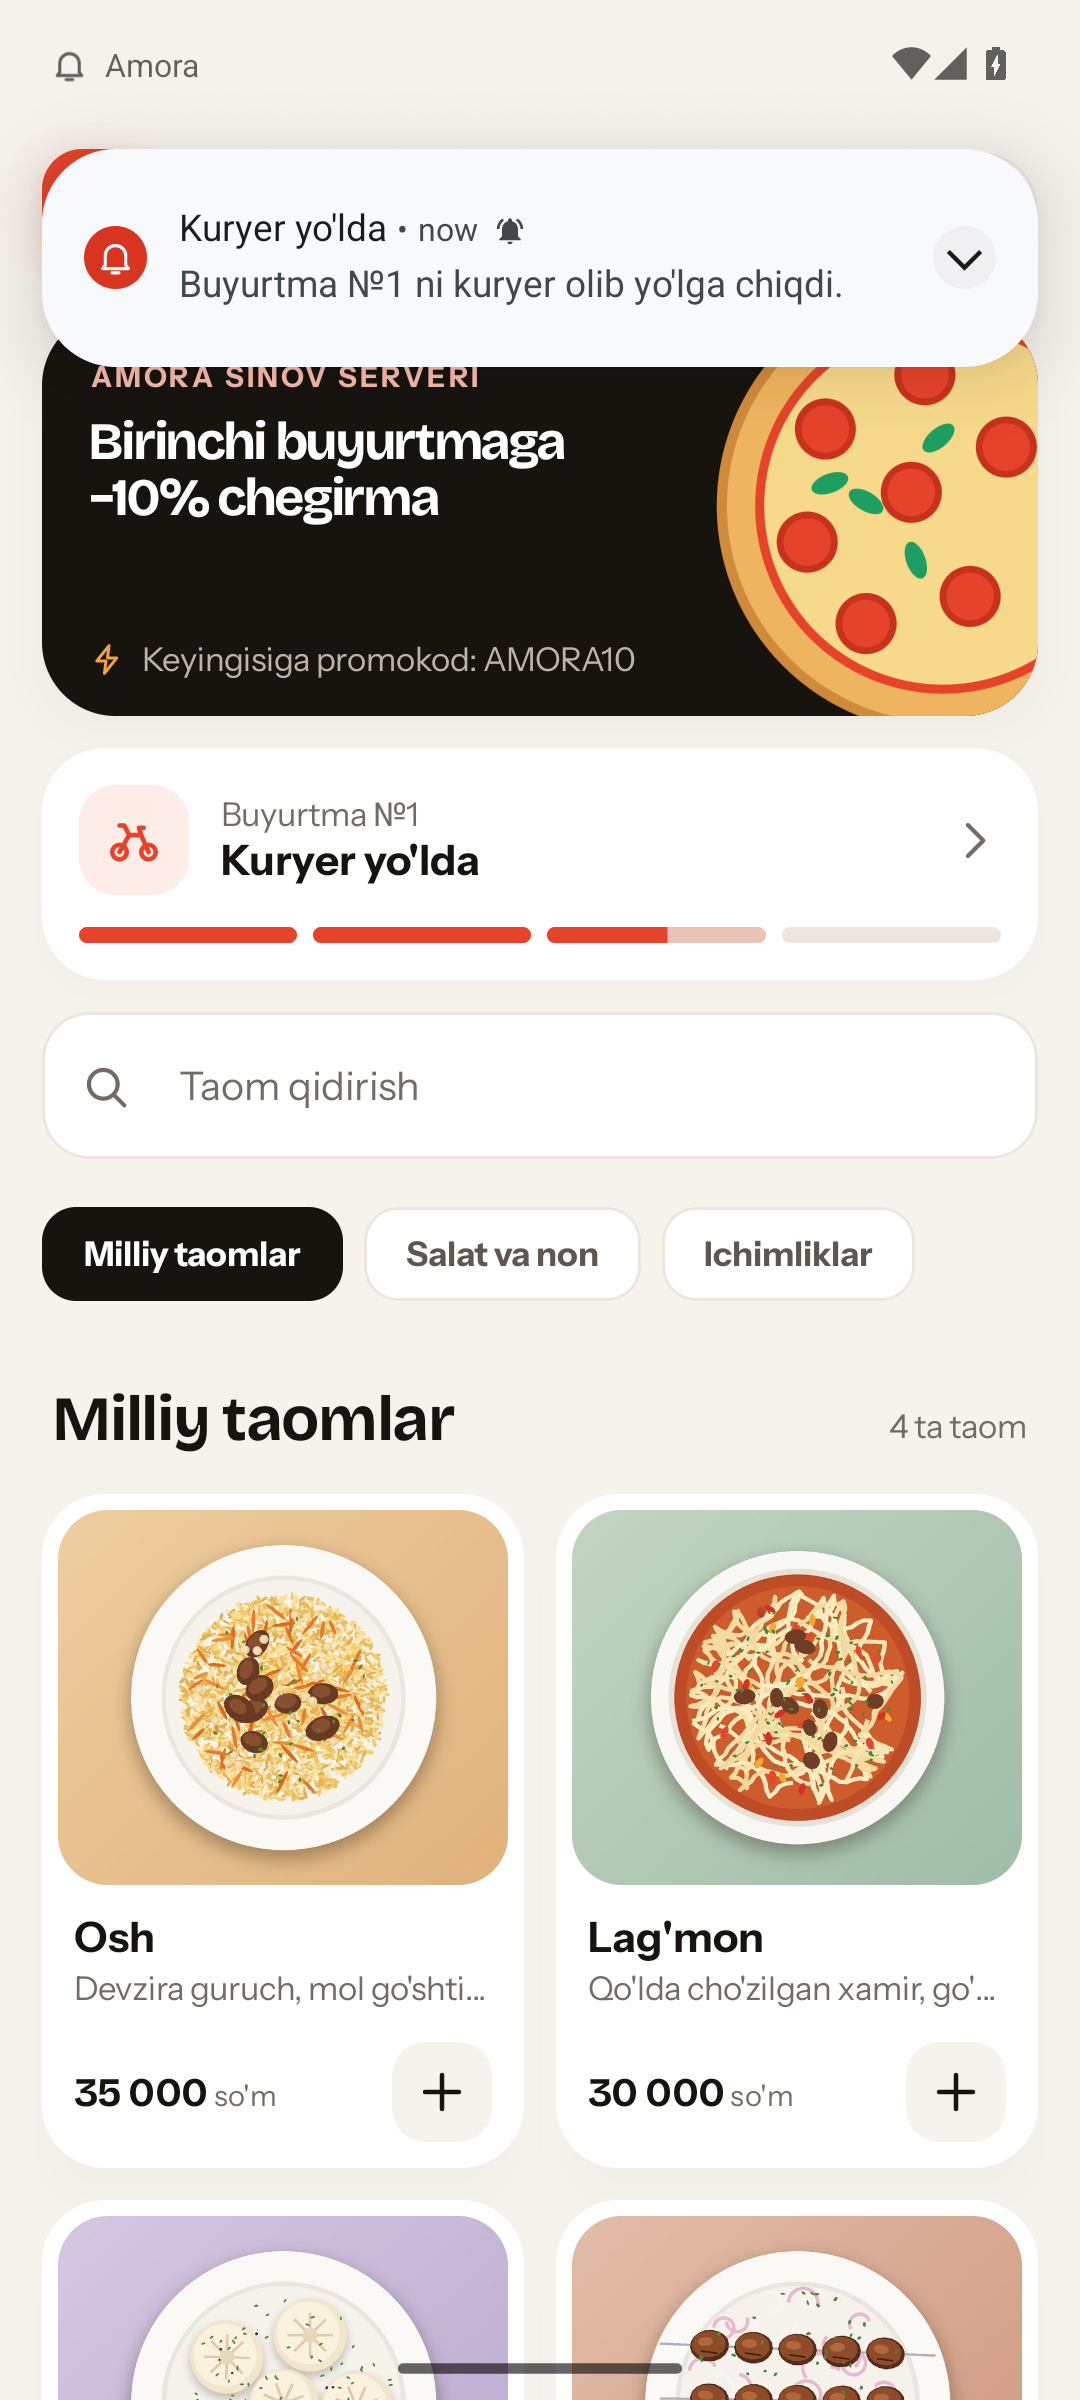 Amora
Kuryer yo'lda • now
Buyurtma №1 ni kuryer olib yo'lga chiqdi.
AMORA SINOV SERVERI
Birinchi buyurtmaga
−10% chegirma
Keyingisiga promokod: AMORA10
Buyurtma №1
Kuryer yo'lda
Taom qidirish
Milliy taomlar
Salat va non
Ichimliklar
Milliy taomlar
4 ta taom
Osh
Devzira guruch, mol go'shti...
35 000 so'm
Lag'mon
Qo'lda cho'zilgan xamir, go'...
30 000 so'm